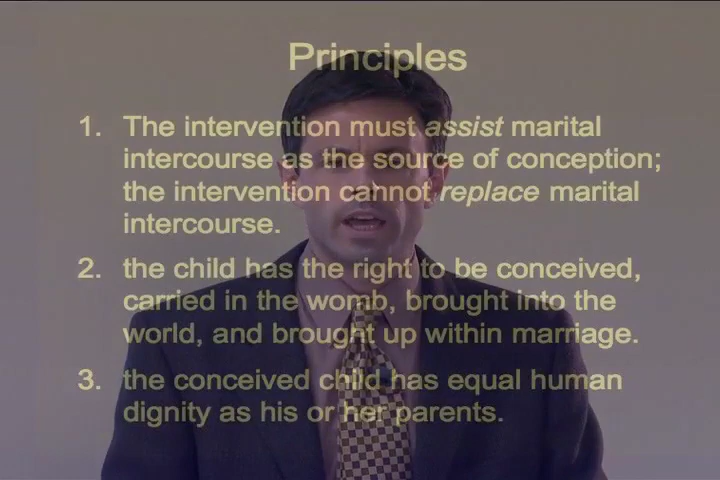 Principles
1. The intervention must assist marital
intercourse as the source of conception;
the intervention cannot replace marital
intercourse.
2. the child has the right to be conceived,
carried in the womb, brought into the
world, and brought up within marriage.
3. the conceived child has equal human
dignity as his or her parents.